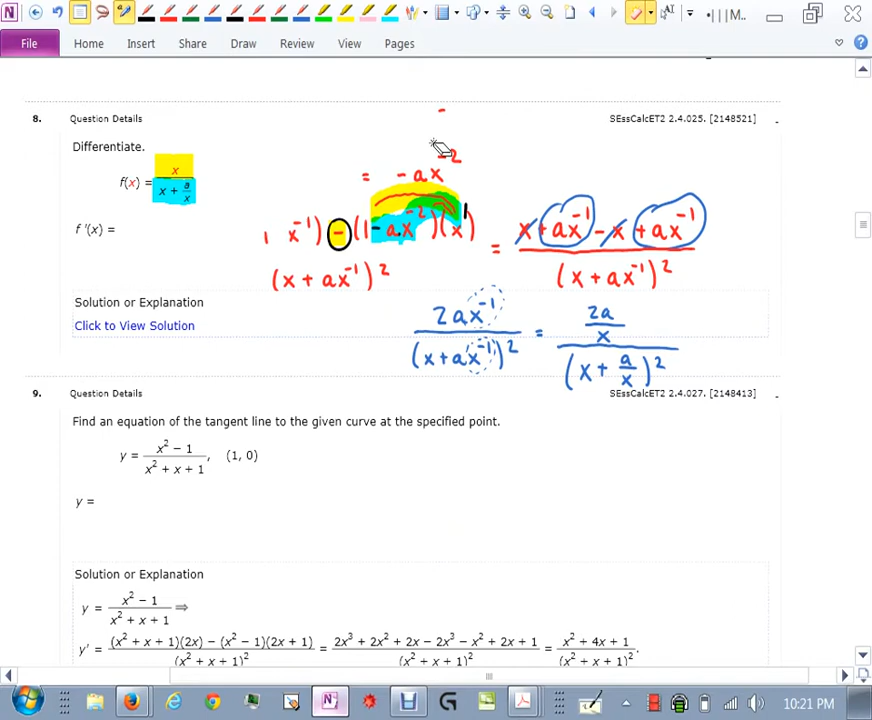 M..
File Home Insert Share Draw Review View Pages
8. Question Details SEssCalcET2 2.4.025. [2148521]
Differentiate.
= -ax^-2
f(x) = x / (x + a/x)
f '(x) =
1 x^-1) - (1 - ax^-2)(x^1) / (x + ax^-1)^2 = x + ax^-1 - x + ax^-1 / (x + ax^-1)^2
Solution or Explanation
Click to View Solution
2ax^-1 / (x + ax^-1)^2 = 2a/x / (x + a/x)^2
9. Question Details SEssCalcET2 2.4.027. [2148413]
Find an equation of the tangent line to the given curve at the specified point.
y = x² - 1 / x² + x + 1, (1, 0)
y =
Solution or Explanation
y = x² - 1 / x² + x + 1 ⇒
y' = (x² + x + 1)(2x) - (x² - 1)(2x + 1) / (x² + x + 1)² = 2x³ + 2x² + 2x - 2x³ - x² + 2x + 1 / (x² + x + 1)² = x² + 4x + 1 / (x² + x + 1)².
10:21 PM